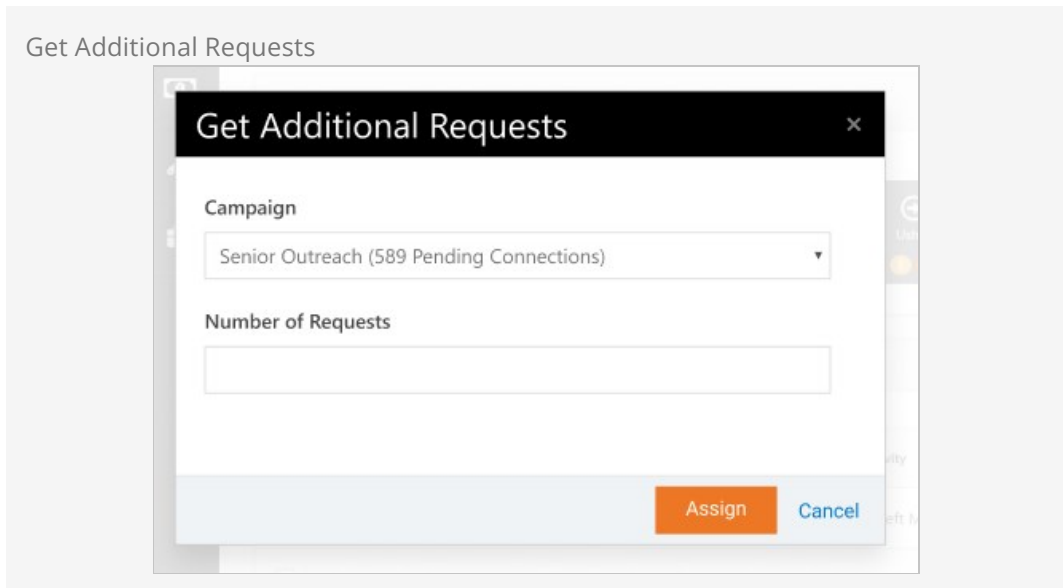 Get Additional Requests
Get Additional Requests ×
Campaign
Senior Outreach (589 Pending Connections)
Number of Requests
Assign Cancel